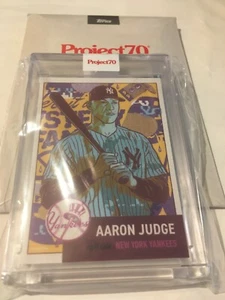 topps
Project70
Project70
AARON JUDGE
NEW YORK YANKEES